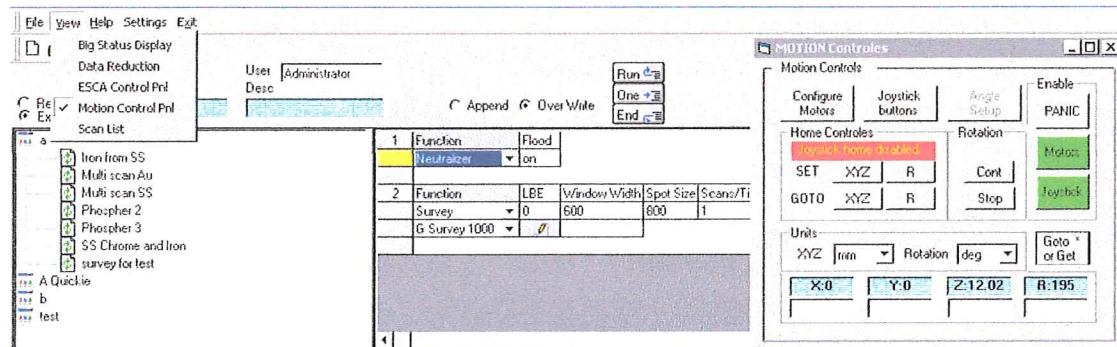 File View Help Settings Exit
Big Status Display
Data Reduction
ESCA Control Pnl
Motion Control Pnl
Scan List
User Administrator
Desc
Re
Ex
Append Over Write
Run
One
End
a
Iron from SS
Multi scan Au
Multi scan SS
Phospher 2
Phospher 3
SS Chrome and Iron
survey for test
A Quickie
b
test
1 Function Flood
Neutralizer on
2 Function LBE Window Width Spot Size Scans/Ti
Survey 0 600 800 1
G Survey 1000
MOTION Controles
Motion Controls
Configure Motors
Joystick buttons
Angle Setup
Enable
PANIC
Motors
Joystick
Home Controles
Joystick home disabled
SET XYZ R
GOTO XYZ R
Rotation
Cont
Stop
Units
XYZ mm Rotation deg
Goto * or Get
X:0 Y:0 Z:12.02 R:195